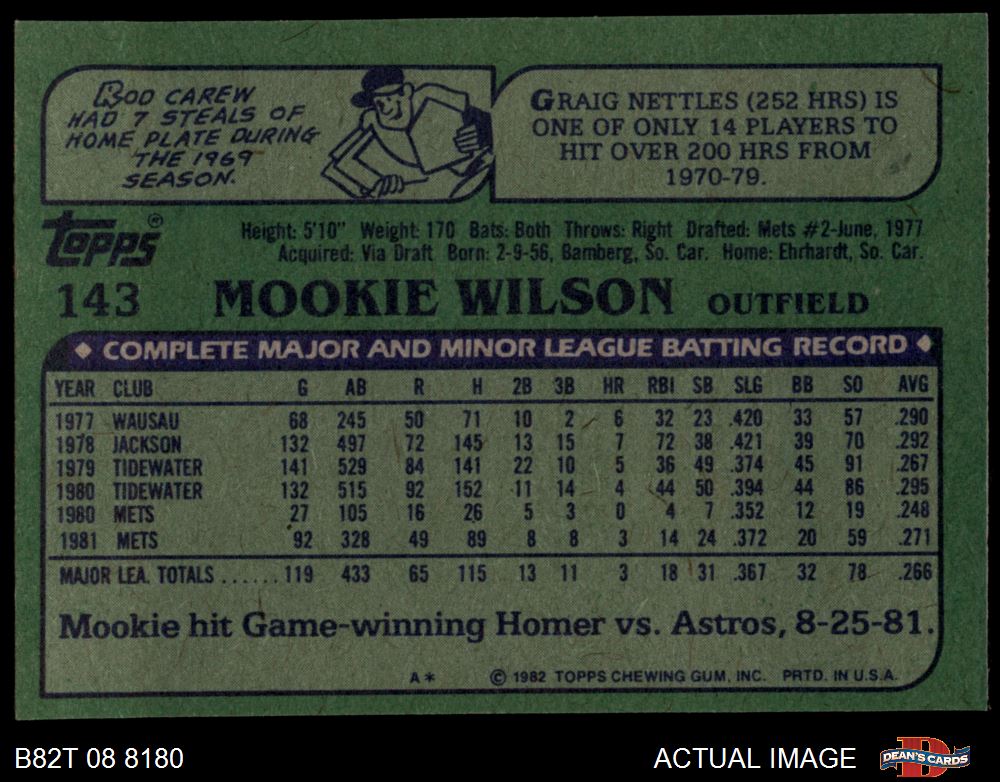 ROD CAREW
HAD 7 STEALS OF
HOME PLATE DURING
THE 1969
SEASON.
GRAIG NETTLES (252 HRS) IS
ONE OF ONLY 14 PLAYERS TO
HIT OVER 200 HRS FROM
1970-79.
Topps®
Height: 5'10" Weight: 170 Bats: Both Throws: Right Drafted: Mets #2-June, 1977
Acquired: Via Draft Born: 2-9-56, Bamberg, So. Car. Home: Ehrhardt, So. Car.
143 MOOKIE WILSON OUTFIELD
♦ COMPLETE MAJOR AND MINOR LEAGUE BATTING RECORD ♦
YEAR CLUB G AB R H 2B 3B HR RBI SB SLG BB SO AVG
1977 WAUSAU 68 245 50 71 10 2 6 32 23 .420 33 57 .290
1978 JACKSON 132 497 72 145 13 15 7 72 38 .421 39 70 .292
1979 TIDEWATER 141 529 84 141 22 10 5 36 49 .374 45 91 .267
1980 TIDEWATER 132 515 92 152 11 14 4 44 50 .394 44 86 .295
1980 METS 27 105 16 26 5 3 0 4 7 .352 12 19 .248
1981 METS 92 328 49 89 8 8 3 14 24 .372 20 59 .271
MAJOR LEA. TOTALS ...... 119 433 65 115 13 11 3 18 31 .367 32 78 .266
Mookie hit Game-winning Homer vs. Astros, 8-25-81.
A* © 1982 TOPPS CHEWING GUM, INC. PRTD. IN U.S.A.
B82T 08 8180 ACTUAL IMAGE DEAN'S CARDS